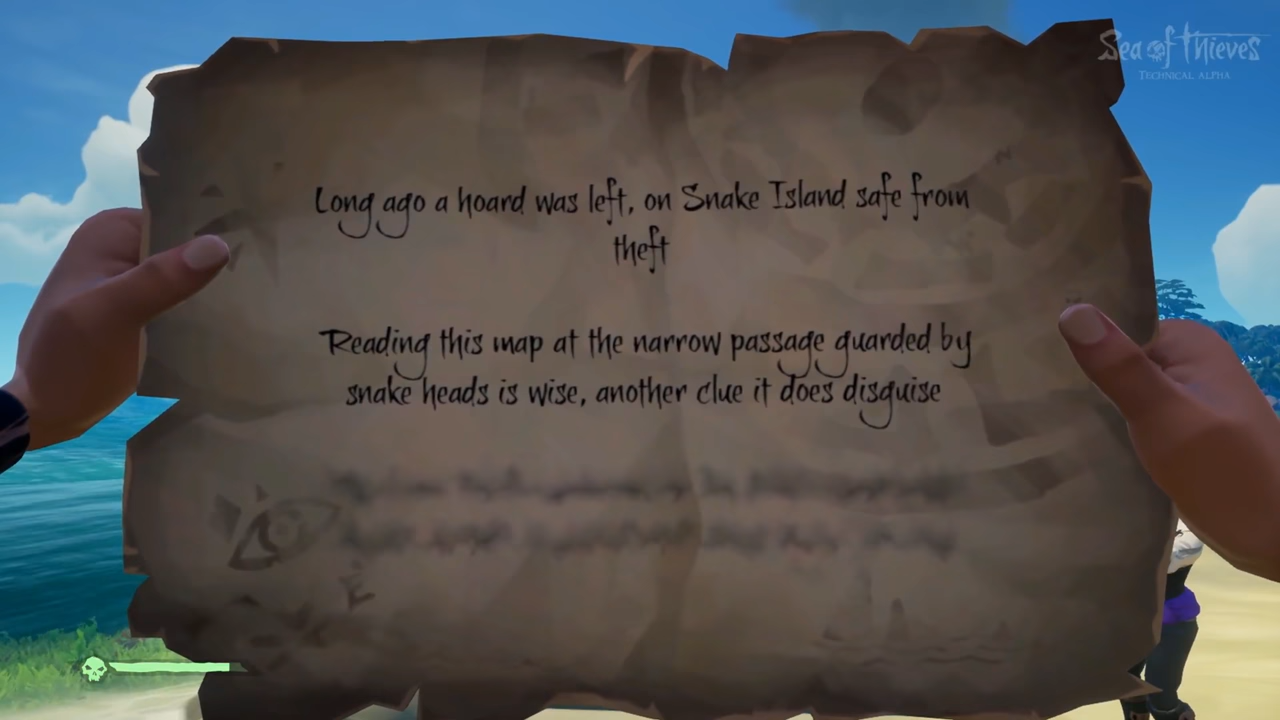 Sea of Thieves
Technical Alpha
Long ago a hoard was left, on Snake Island safe from
theft
Reading this map at the narrow passage guarded by
snake heads is wise, another clue it does disguise